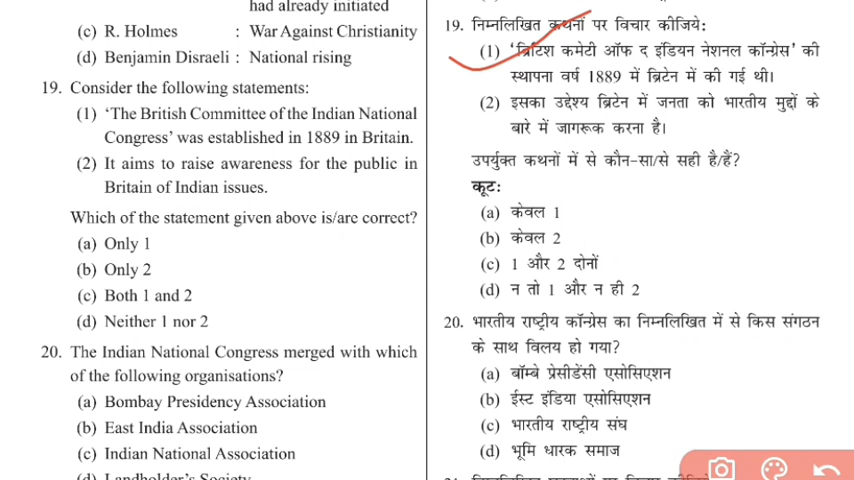 had already initiated
(c) R. Holmes : War Against Christianity
(d) Benjamin Disraeli : National rising
19. Consider the following statements:
(1) ‘The British Committee of the Indian National
Congress’ was established in 1889 in Britain.
(2) It aims to raise awareness for the public in
Britain of Indian issues.
Which of the statement given above is/are correct?
(a) Only 1
(b) Only 2
(c) Both 1 and 2
(d) Neither 1 nor 2
20. The Indian National Congress merged with which
of the following organisations?
(a) Bombay Presidency Association
(b) East India Association
(c) Indian National Association
(d) Landholder’s Society
19. निम्नलिखित कथनों पर विचार कीजिये:
(1) ‘ब्रिटिश कमेटी ऑफ द इंडियन नेशनल कॉन्ग्रेस’ की
स्थापना वर्ष 1889 में ब्रिटेन में की गई थी।
(2) इसका उद्देश्य ब्रिटेन में जनता को भारतीय मुद्दों के
बारे में जागरूक करना है।
उपर्युक्त कथनों में से कौन-सा/से सही है/हैं?
कूटः
(a) केवल 1
(b) केवल 2
(c) 1 और 2 दोनों
(d) न तो 1 और न ही 2
20. भारतीय राष्ट्रीय कॉन्ग्रेस का निम्नलिखित में से किस संगठन
के साथ विलय हो गया?
(a) बॉम्बे प्रेसीडेंसी एसोसिएशन
(b) ईस्ट इंडिया एसोसिएशन
(c) भारतीय राष्ट्रीय संघ
(d) भूमि धारक समाज